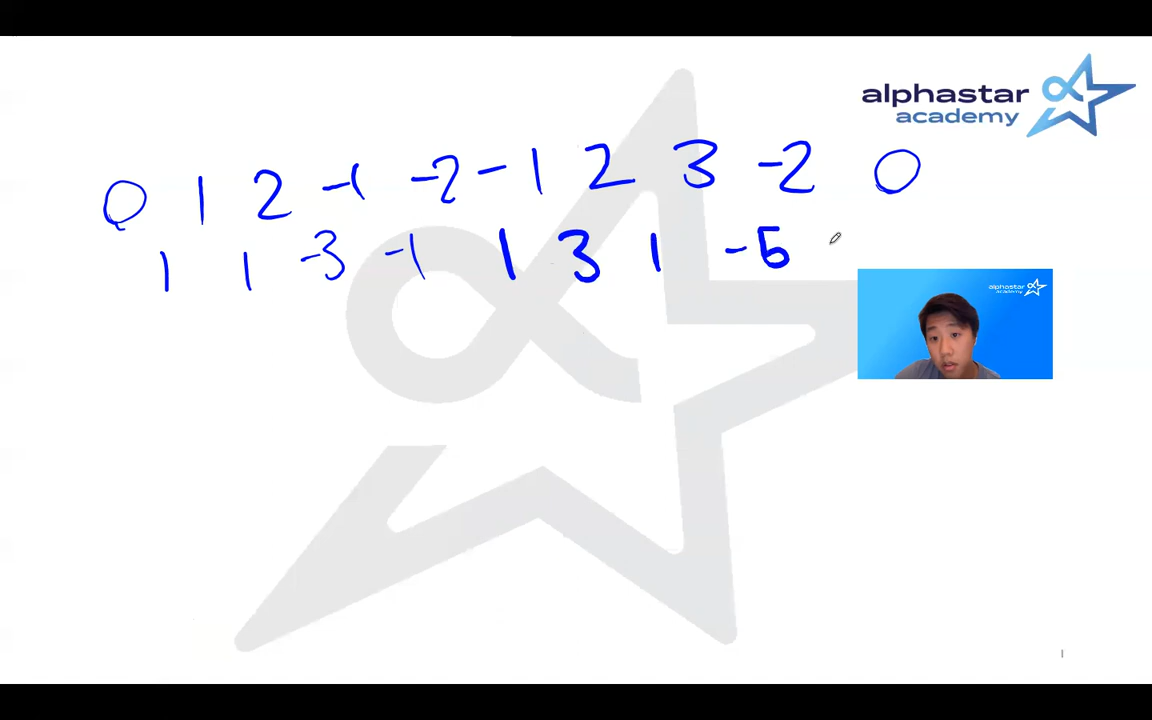 alphastar
academy
0 1 2 -1 -2 -1 2 3 -2 0
1 1 -3 -1 1 3 1 -5
alphastar
academy
1